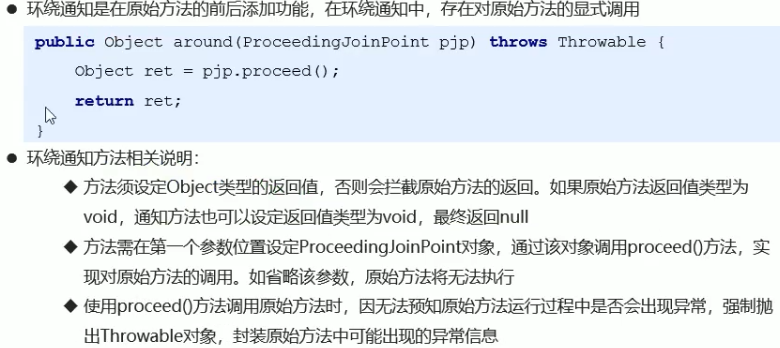 ● 环绕通知是在原始方法的前后添加功能，在环绕通知中，存在对原始方法的显式调用
public Object around(ProceedingJoinPoint pjp) throws Throwable {
    Object ret = pjp.proceed();
    return ret;
}
● 环绕通知方法相关说明：
◆ 方法须设定Object类型的返回值，否则会拦截原始方法的返回。如果原始方法返回值类型为
void，通知方法也可以设定返回值类型为void，最终返回null
◆ 方法需在第一个参数位置设定ProceedingJoinPoint对象，通过该对象调用proceed()方法，实
现对原始方法的调用。如省略该参数，原始方法将无法执行
◆ 使用proceed()方法调用原始方法时，因无法预知原始方法运行过程中是否会出现异常，强制抛
出Throwable对象，封装原始方法中可能出现的异常信息